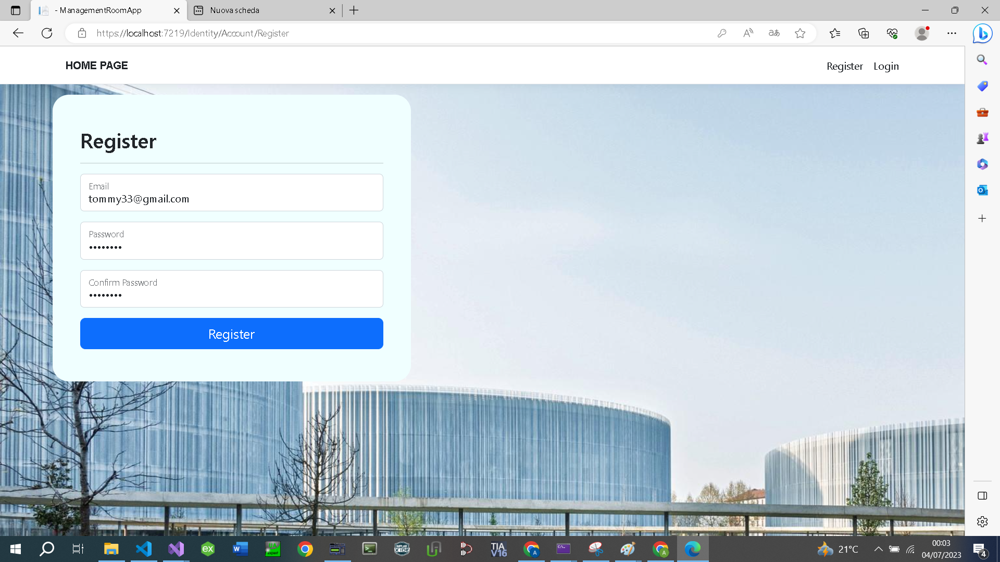 - ManagementRoomApp
Nuova scheda
https://localhost:7219/Identity/Account/Register
HOME PAGE
Register
Login
Register
Email
tommy33@gmail.com
Password
Confirm Password
Register
21°C
00:03
04/07/2023
4